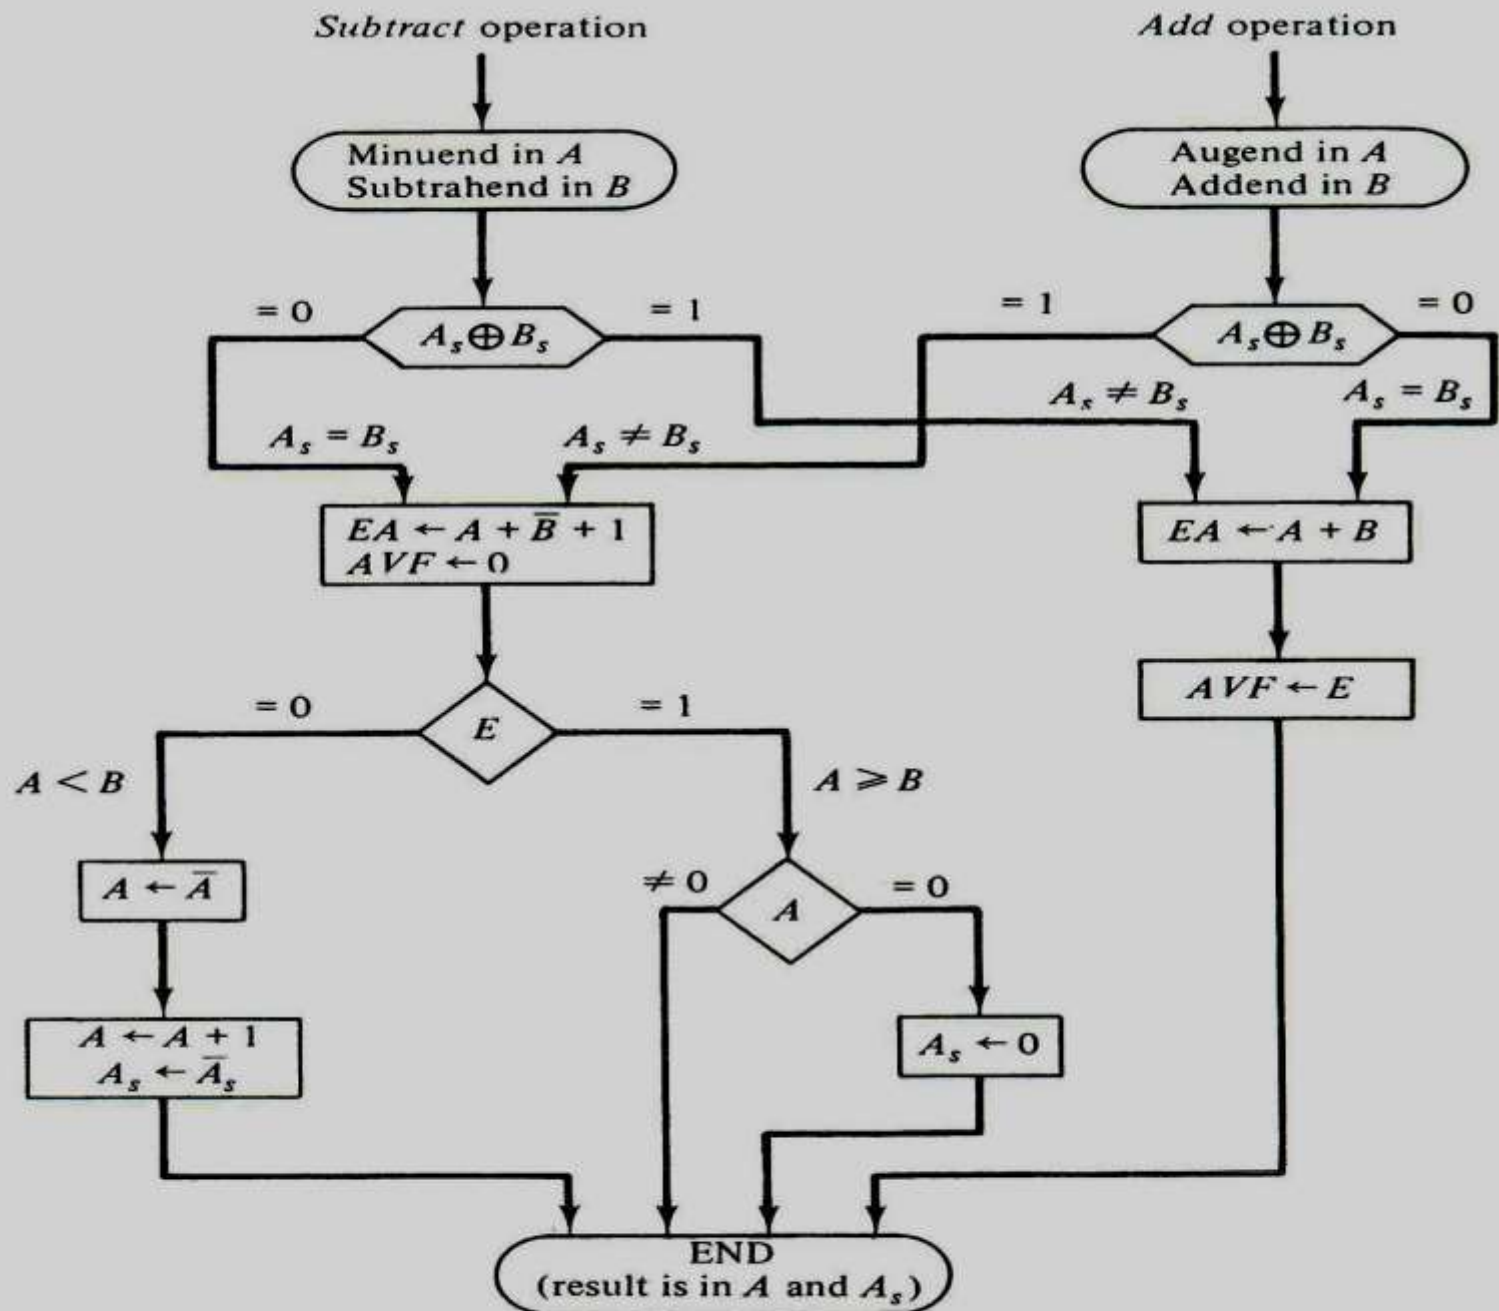 Subtract operation
Add operation
Minuend in A
Subtrahend in B
Augend in A
Addend in B
= 0
A_s ⊕ B_s
= 1
= 1
A_s ⊕ B_s
= 0
A_s = B_s
A_s ≠ B_s
A_s ≠ B_s
A_s = B_s
EA ← A + B̅ + 1
AVF ← 0
EA ← A + B
AVF ← E
= 0
E
= 1
A < B
A ⩾ B
A ← A̅
≠ 0
A
= 0
A ← A + 1
A_s ← A̅_s
A_s ← 0
END
(result is in A and A_s)